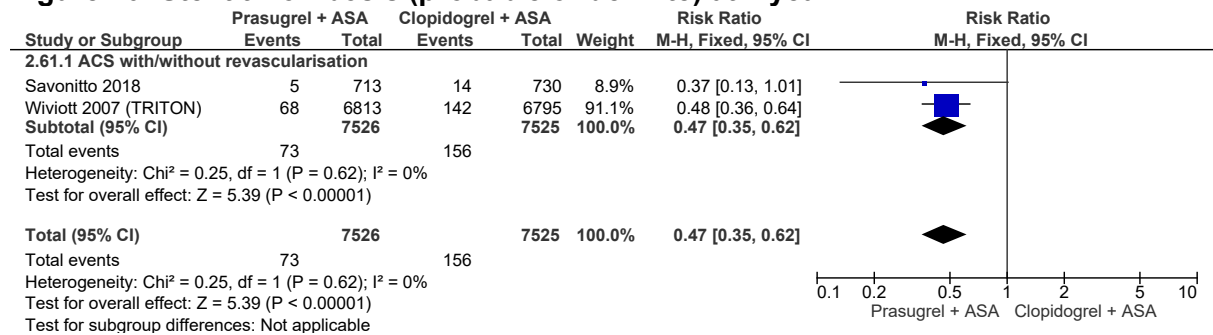 Prasugrel + ASA Clopidogrel + ASA Risk Ratio Risk Ratio
Study or Subgroup Events Total Events Total Weight M-H, Fixed, 95% CI M-H, Fixed, 95% CI
2.61.1 ACS with/without revascularisation
Savonitto 2018 5 713 14 730 8.9% 0.37 [0.13, 1.01]
Wiviott 2007 (TRITON) 68 6813 142 6795 91.1% 0.48 [0.36, 0.64]
Subtotal (95% CI) 7526 7525 100.0% 0.47 [0.35, 0.62]
Total events 73 156
Heterogeneity: Chi² = 0.25, df = 1 (P = 0.62); I² = 0%
Test for overall effect: Z = 5.39 (P < 0.00001)
Total (95% CI) 7526 7525 100.0% 0.47 [0.35, 0.62]
Total events 73 156
Heterogeneity: Chi² = 0.25, df = 1 (P = 0.62); I² = 0%
Test for overall effect: Z = 5.39 (P < 0.00001)
Test for subgroup differences: Not applicable
0.1 0.2 0.5 1 2 5 10
Prasugrel + ASA Clopidogrel + ASA